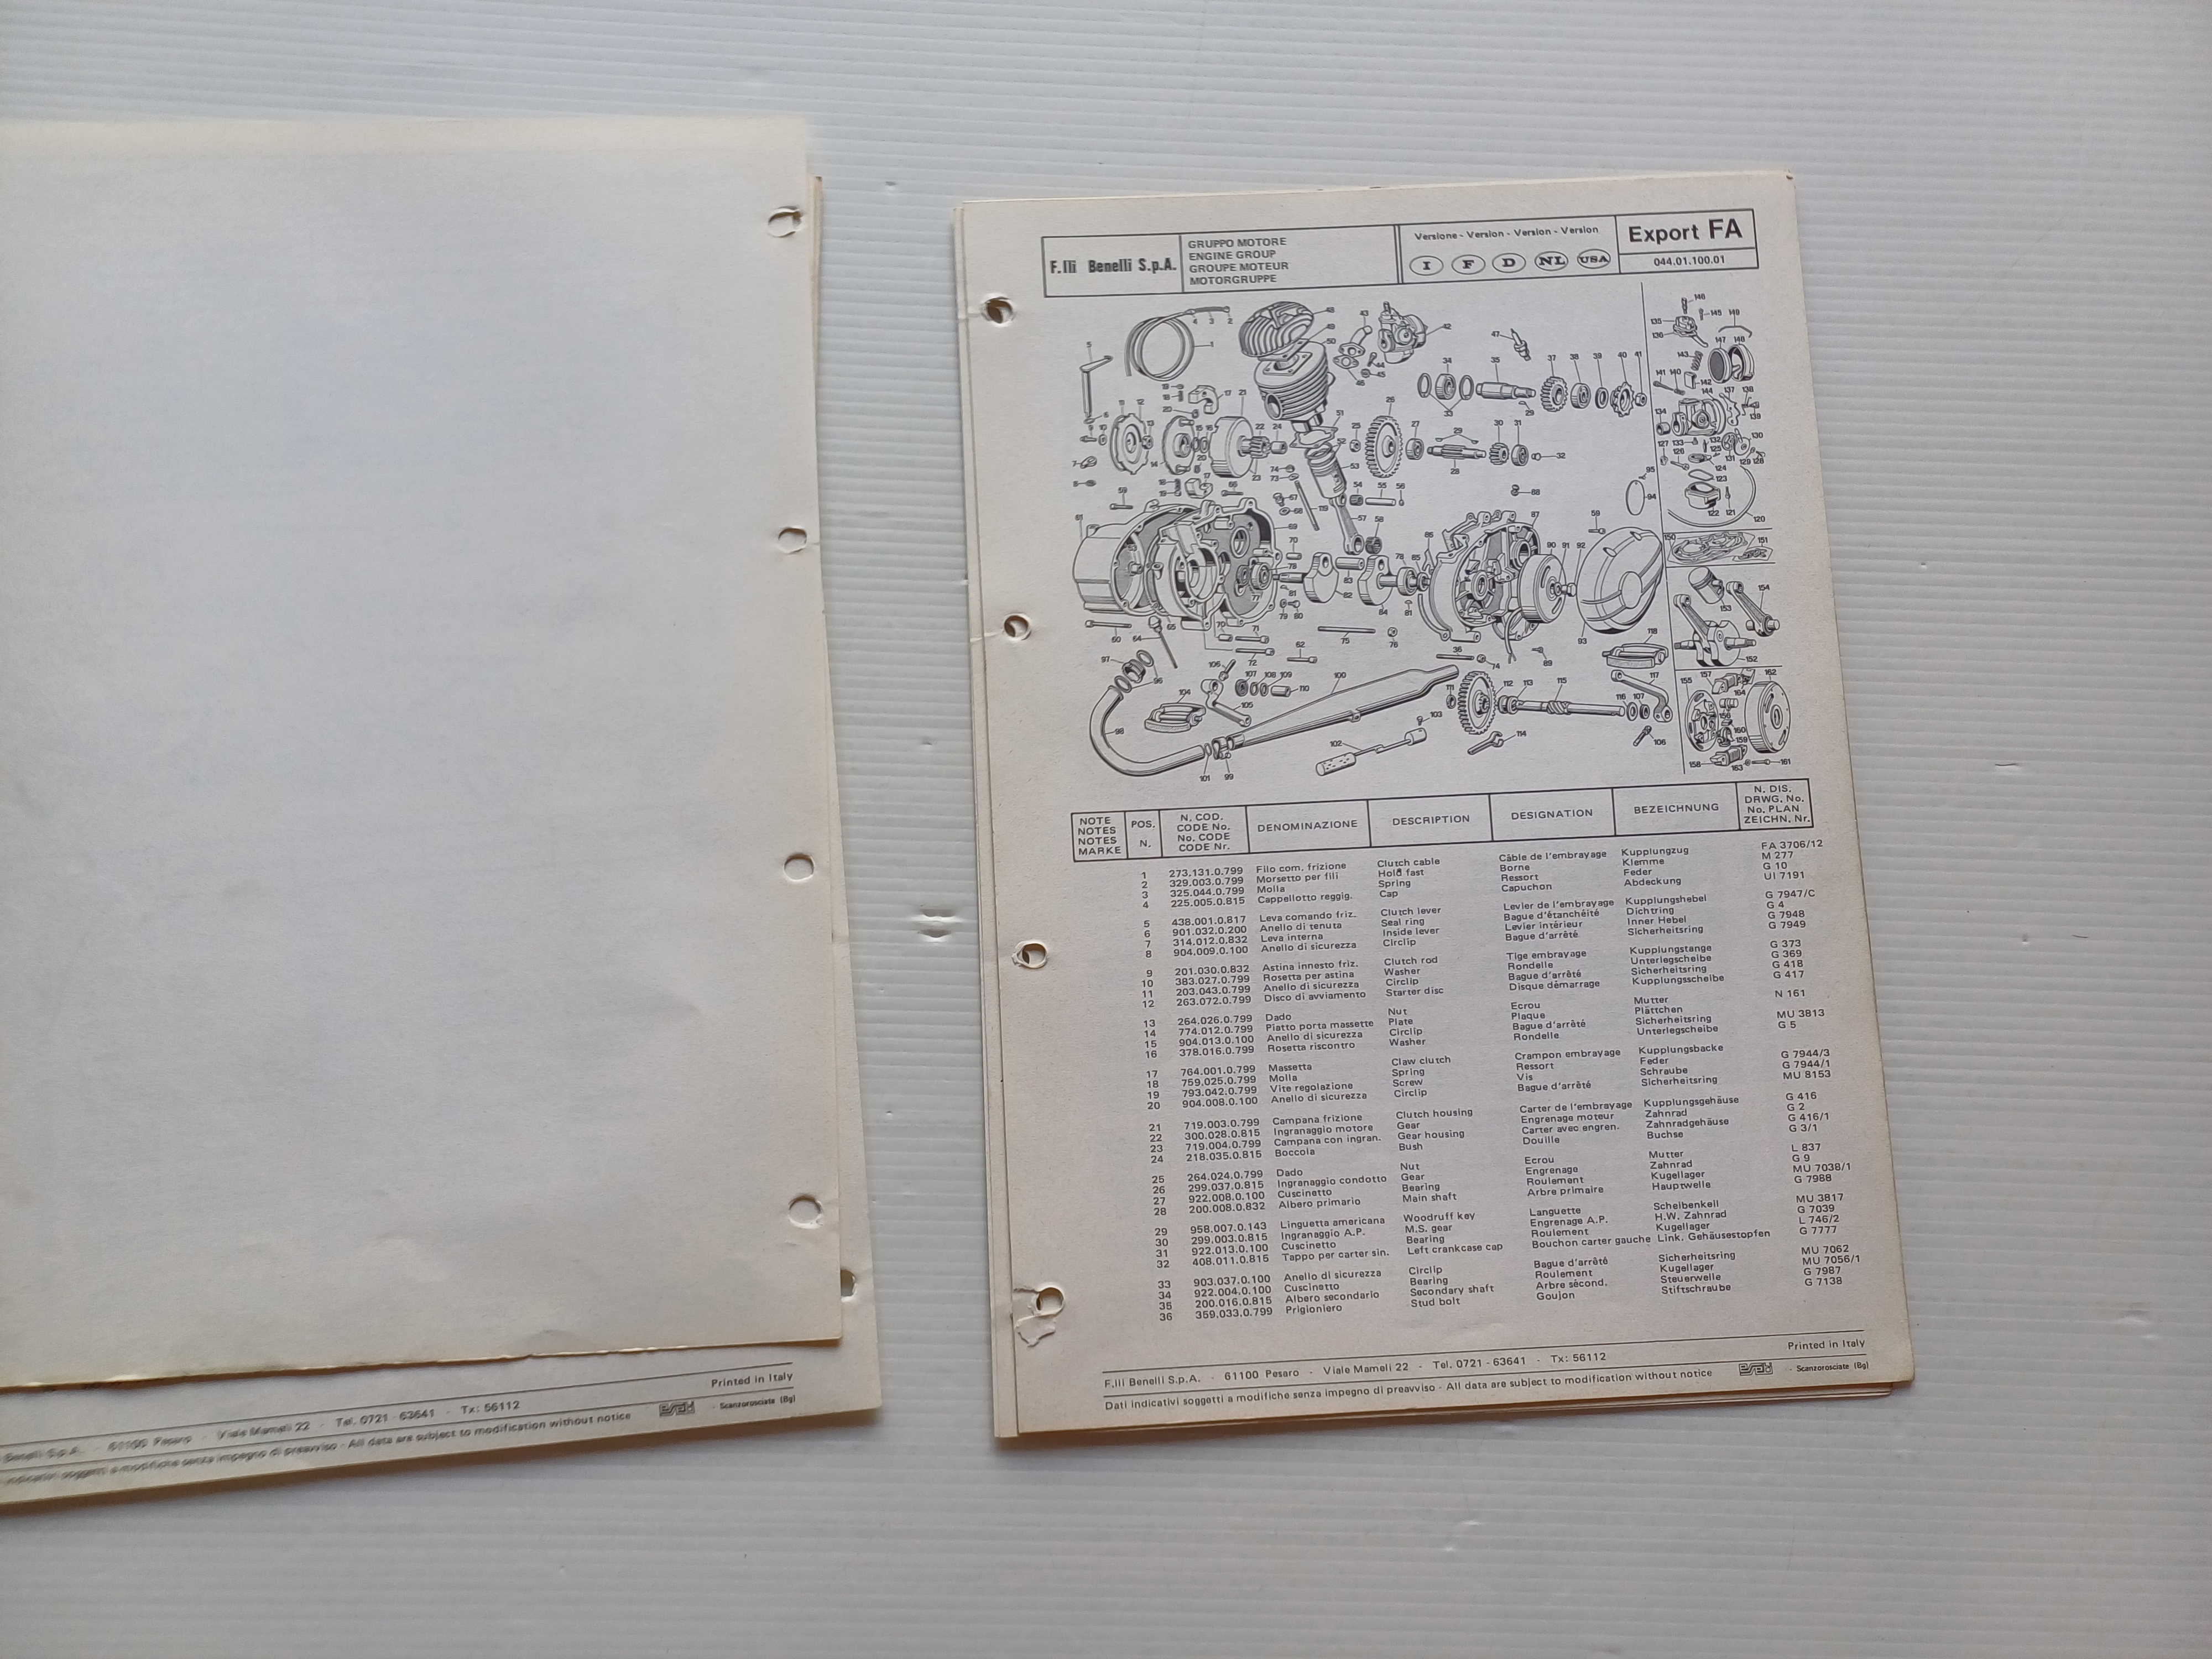 F.lli Benelli S.p.A.
GRUPPO MOTORE
ENGINE GROUP
GROUPE MOTEUR
MOTORGRUPPE
Versione - Version - Version - Version
I F D NL USA
Export FA
044.01.100.01
NOTE NOTES NOTES MARKE
POS. N.
N. COD. CODE No. No. CODE CODE Nr.
DENOMINAZIONE
DESCRIPTION
DESIGNATION
BEZEICHNUNG
N. DIS. DRWG. No. No. PLAN ZEICHN. Nr.
1 273.131.0.799 Filo com. frizione Clutch cable Câble de l'embrayage Kupplungzug FA 3706/12
2 329.003.0.799 Morsetto per fili Hold fast Borne Klemme M 277
3 325.044.0.799 Molla Spring Ressort Feder G 10
4 225.005.0.815 Cappellotto reggig. Cap Capuchon Abdeckung UI 7191
5 438.001.0.817 Leva comando friz. Clutch lever Levier de l'embrayage Kupplungshebel G 7947/C
6 901.032.0.200 Anello di tenuta Seal ring Bague d'étanchéité Dichtring G 4
7 314.012.0.832 Leva interna Inside lever Levier intérieur Inner Hebel G 7948
8 904.009.0.100 Anello di sicurezza Circlip Bague d'arrêté Sicherheitsring G 7949
9 201.030.0.832 Astina innesto friz. Clutch rod Tige embrayage Kupplungstange G 373
10 383.027.0.799 Rosetta per astina Washer Rondelle Unterlegscheibe G 369
11 203.043.0.799 Anello di sicurezza Circlip Bague d'arrêté Sicherheitsring G 418
12 263.072.0.799 Disco di avviamento Starter disc Disque démarrage Kupplungsscheibe G 417
13 264.026.0.799 Dado Nut Ecrou Mutter N 161
14 774.012.0.799 Piatto porta massette Plate Plaque Plättchen
15 904.013.0.100 Anello di sicurezza Circlip Bague d'arrêté Sicherheitsring MU 3813
16 378.016.0.799 Rosetta riscontro Washer Rondelle Unterlegscheibe G 5
17 764.001.0.799 Massetta Claw clutch Crampon embrayage Kupplungsbacke G 7944/3
18 759.025.0.799 Molla Spring Ressort Feder G 7944/1
19 793.042.0.799 Vite regolazione Screw Vis Schraube MU 8153
20 904.008.0.100 Anello di sicurezza Circlip Bague d'arrêté Sicherheitsring
21 719.003.0.799 Campana frizione Clutch housing Carter de l'embrayage Kupplungsgehäuse G 416
22 300.028.0.815 Ingranaggio motore Gear Engrenage moteur Zahnrad G 2
23 719.004.0.799 Campana con ingran. Gear housing Carter avec engren. Zahnradgehäuse G 416/1
24 218.035.0.815 Boccola Bush Douille Buchse G 3/1
25 264.024.0.799 Dado Nut Ecrou Mutter L 837
26 299.037.0.815 Ingranaggio condotto Gear Engrenage Zahnrad G 9
27 922.008.0.100 Cuscinetto Bearing Roulement Kugellager MU 7038/1
28 200.008.0.832 Albero primario Main shaft Arbre primaire Hauptwelle G 7988
29 958.007.0.143 Linguetta americana Woodruff key Languette Scheibenkeil MU 3817
30 299.003.0.815 Ingranaggio A.P. M.S. gear Engrenage A.P. H.W. Zahnrad G 7039
31 922.013.0.100 Cuscinetto Bearing Roulement Kugellager L 746/2
32 408.011.0.815 Tappo per carter sin. Left crankcase cap Bouchon carter gauche Link. Gehäusestopfen G 7777
33 903.037.0.100 Anello di sicurezza Circlip Bague d'arrêté Sicherheitsring MU 7062
34 922.004.0.100 Cuscinetto Bearing Roulement Kugellager MU 7056/1
35 200.016.0.815 Albero secondario Secondary shaft Arbre sécond. Steuerwelle G 7987
36 359.033.0.799 Prigioniero Stud bolt Goujon Stiftschraube G 7138
Printed in Italy
F.lli Benelli S.p.A. - 61100 Pesaro - Viale Mameli 22 - Tel. 0721 - 63641 - Tx: 56112
Dati indicativi soggetti a modifiche senza impegno di preavviso - All data are subject to modification without notice - Scanzorosciate (Bg)
Printed in Italy
Benelli S.p.A. - 61100 Pesaro - Viale Mameli 22 - Tel. 0721 - 63641 - Tx: 56112
indicativi soggetti a modifiche senza impegno di preavviso - All data are subject to modification without notice - Scanzorosciate (Bg)